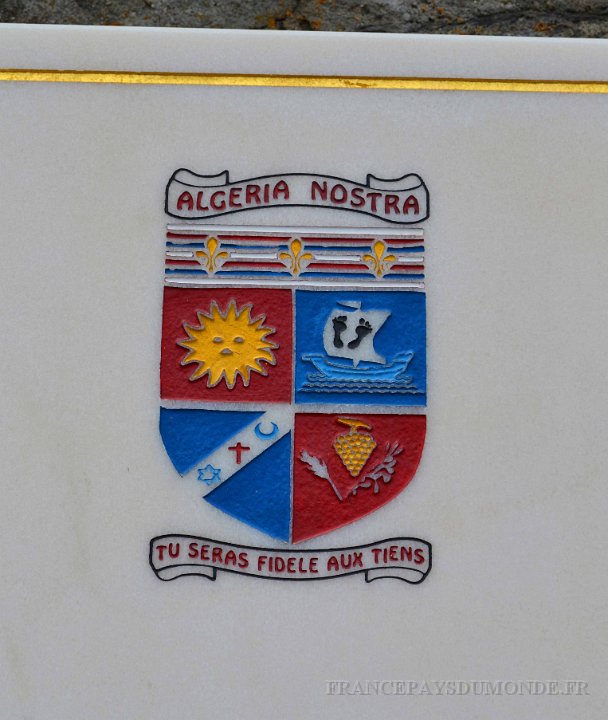 ALGERIA NOSTRA
TU SERAS FIDELE AUX TIENS
FRANCEPAYSDUMONDE.FR